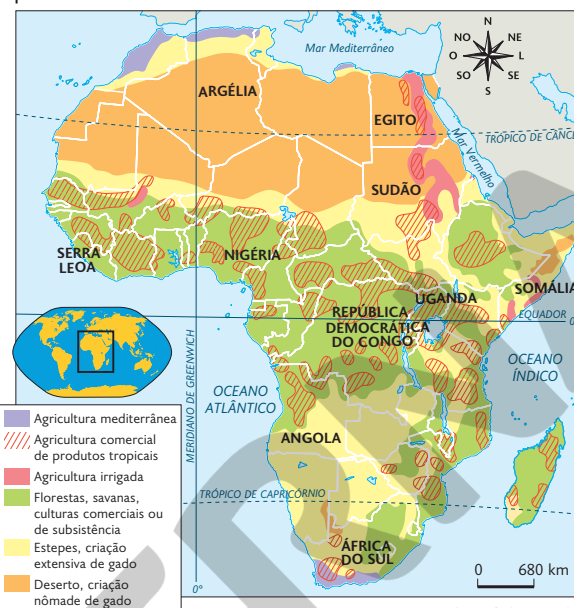 N
NO
NE
O
L
SO
SE
S
Mar Mediterrâneo
ARGÉLIA
EGITO
TRÓPICO DE CÂNC
Mar Vermelho
SUDÃO
SERRA
LEOA
NIGÉRIA
SOMÁLIA
UGANDA
REPÚBLICA
DEMOCRÁTICA
DO CONGO
EQUADOR
0
OCEANO
ÍNDICO
OCEANO
ATLÂNTICO
MERIDIANO DE GREENWICH
ANGOLA
TRÓPICO DE CAPRICÓRNIO
ÁFRICA
DO SUL
0°
0 680 km
Agricultura mediterrânea
Agricultura comercial
de produtos tropicais
Agricultura irrigada
Florestas, savanas,
culturas comerciais ou
de subsistência
Estepes, criação
extensiva de gado
Deserto, criação
nômade de gado